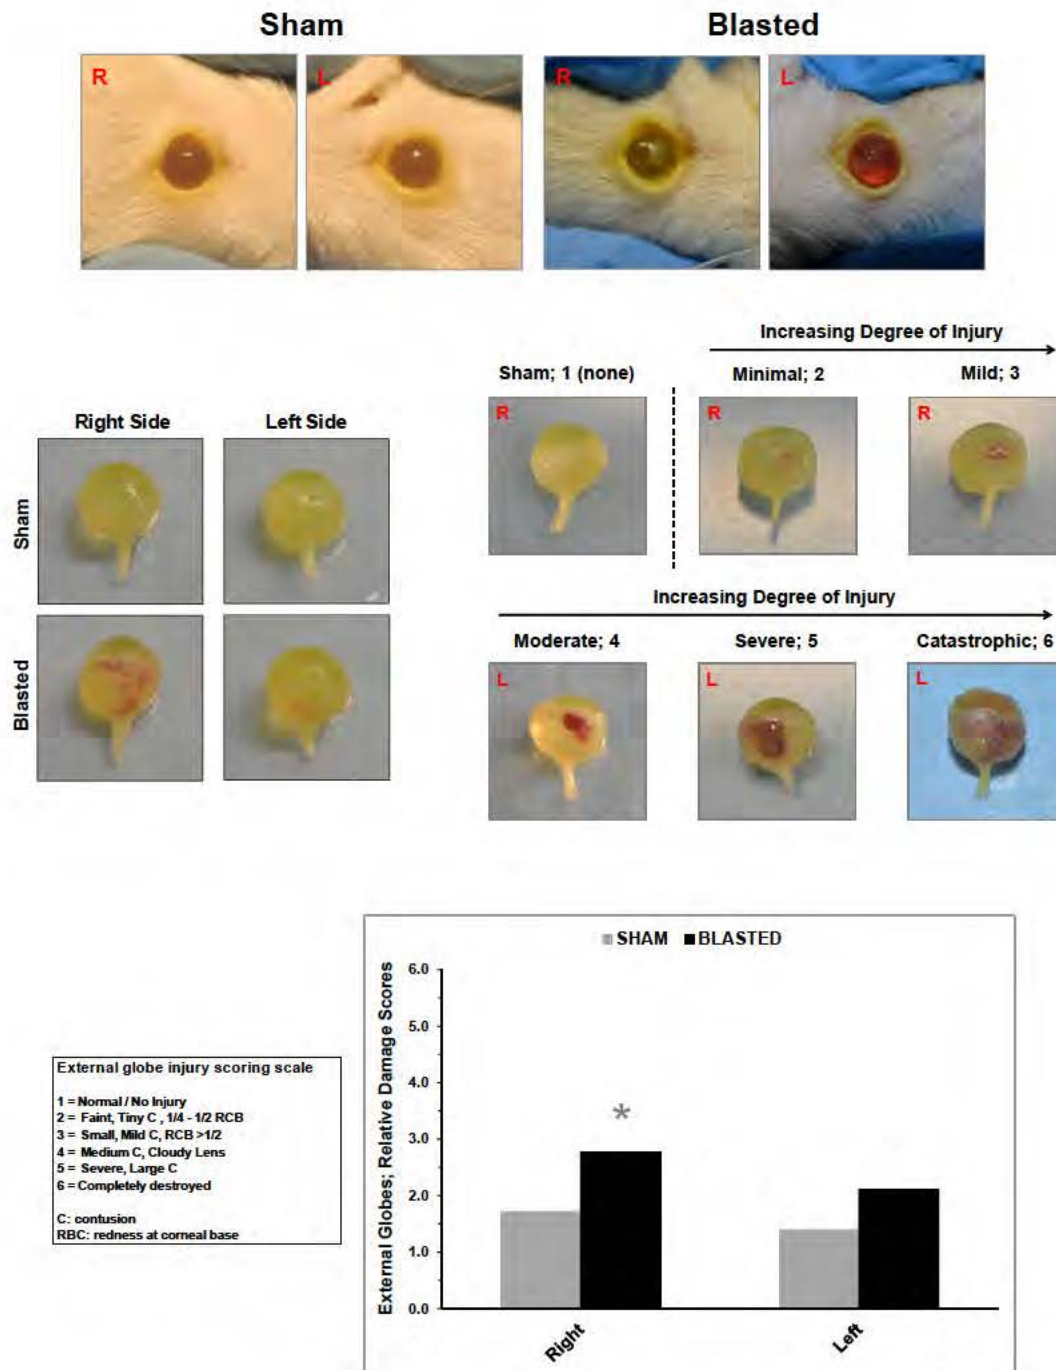 Sham
Blasted
R
L
R
L
Increasing Degree of Injury
Sham; 1 (none)
Minimal; 2
Mild; 3
R
R
R
Right Side
Left Side
Sham
Blasted
Increasing Degree of Injury
Moderate; 4
Severe; 5
Catastrophic; 6
L
L
L
External globe injury scoring scale
1 = Normal / No Injury
2 = Faint, Tiny C , 1/4 - 1/2 RCB
3 = Small, Mild C, RCB >1/2
4 = Medium C, Cloudy Lens
5 = Severe, Large C
6 = Completely destroyed
C: contusion
RBC: redness at corneal base
SHAM BLASTED
External Globes; Relative Damage Scores
6.0
5.0
4.0
3.0
2.0
1.0
0.0
*
Right
Left